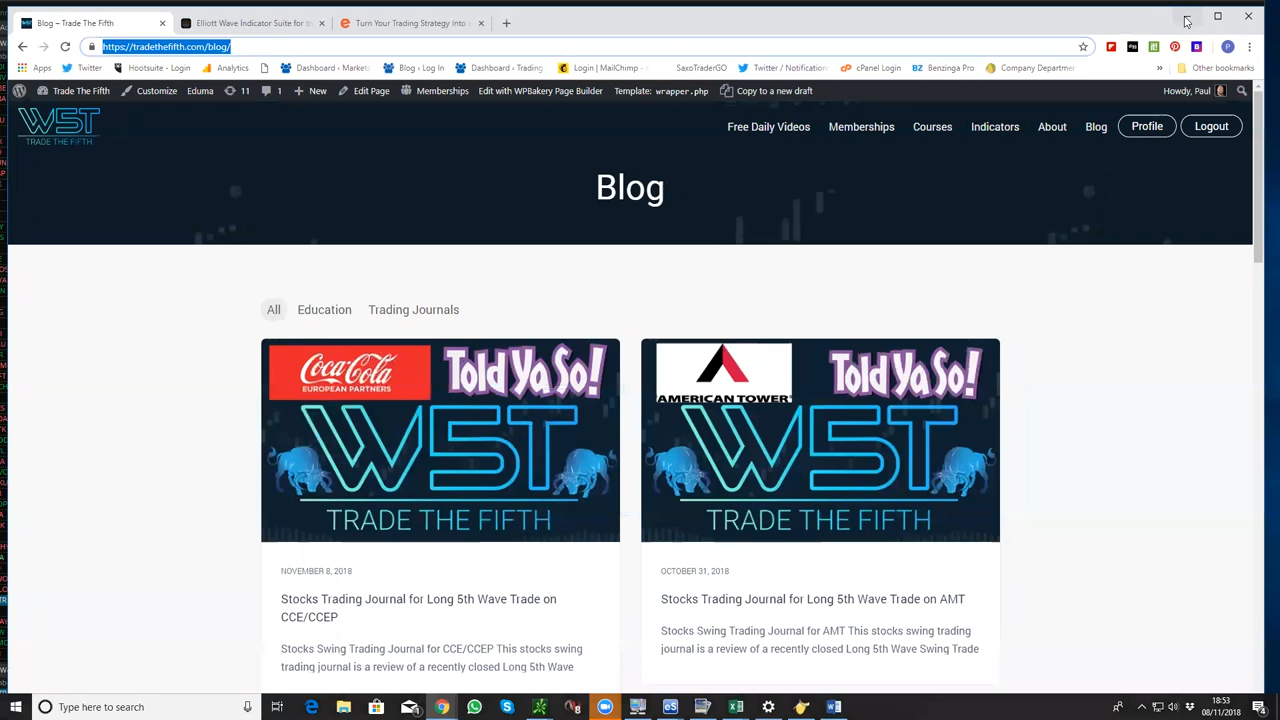 Blog – Trade The Fifth
Elliott Wave Indicator Suite for th
Turn Your Trading Strategy Into a
https://tradethefifth.com/blog/
Apps
Twitter
Hootsuite - Login
Analytics
Dashboard ‹ Markets
Blog ‹ Log In
Dashboard ‹ Trading
Login | MailChimp -
SaxoTraderGO
Twitter / Notification
cPanel Login
Benzinga Pro
Company Departmen
»
Other bookmarks
Trade The Fifth
Customize
Eduma
11
1
+ New
Edit Page
Memberships
Edit with WPBakery Page Builder
Template: wrapper.php
Copy to a new draft
Howdy, Paul
W5T
TRADE THE FIFTH
Free Daily Videos
Memberships
Courses
Indicators
About
Blog
Profile
Logout
Blog
All
Education
Trading Journals
Coca-Cola
EUROPEAN PARTNERS
Told Ya So!
W5T
TRADE THE FIFTH
AMERICAN TOWER®
Told Ya So!
W5T
TRADE THE FIFTH
NOVEMBER 8, 2018
Stocks Trading Journal for Long 5th Wave Trade on
CCE/CCEP
Stocks Swing Trading Journal for CCE/CCEP This stocks swing
trading journal is a review of a recently closed Long 5th Wave
OCTOBER 31, 2018
Stocks Trading Journal for Long 5th Wave Trade on AMT
Stocks Swing Trading Journal for AMT This stocks swing trading
journal is a review of a recently closed Long 5th Wave Swing Trade
Type here to search
18:53
08/11/2018